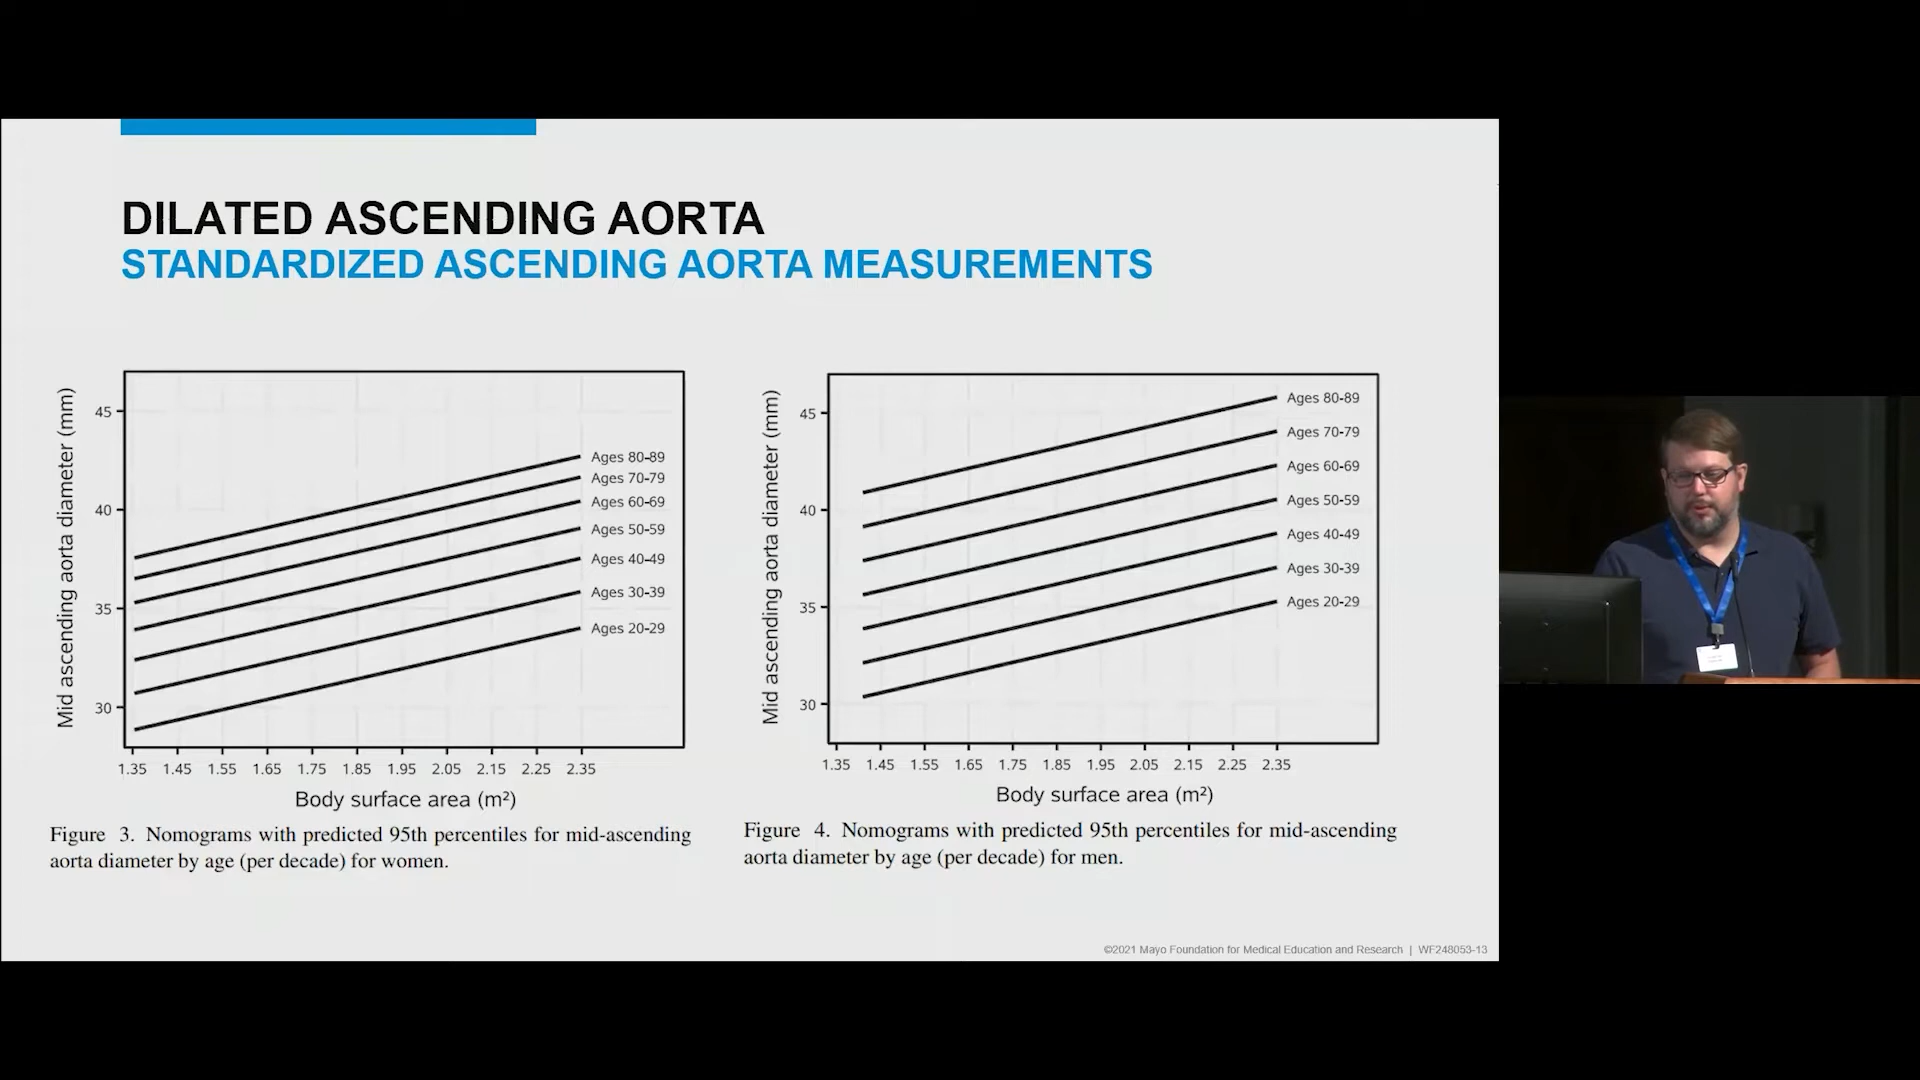 DILATED ASCENDING AORTA
STANDARDIZED ASCENDING AORTA MEASUREMENTS
Mid ascending aorta diameter (mm)
45
40
35
30
Ages 80-89
Ages 70-79
Ages 60-69
Ages 50-59
Ages 40-49
Ages 30-39
Ages 20-29
1.35 1.45 1.55 1.65 1.75 1.85 1.95 2.05 2.15 2.25 2.35
Body surface area (m²)
Figure 3. Nomograms with predicted 95th percentiles for mid-ascending
aorta diameter by age (per decade) for women.
Mid ascending aorta diameter (mm)
45
40
35
30
Ages 80-89
Ages 70-79
Ages 60-69
Ages 50-59
Ages 40-49
Ages 30-39
Ages 20-29
1.35 1.45 1.55 1.65 1.75 1.85 1.95 2.05 2.15 2.25 2.35
Body surface area (m²)
Figure 4. Nomograms with predicted 95th percentiles for mid-ascending
aorta diameter by age (per decade) for men.
©2021 Mayo Foundation for Medical Education and Research | WF248053-13